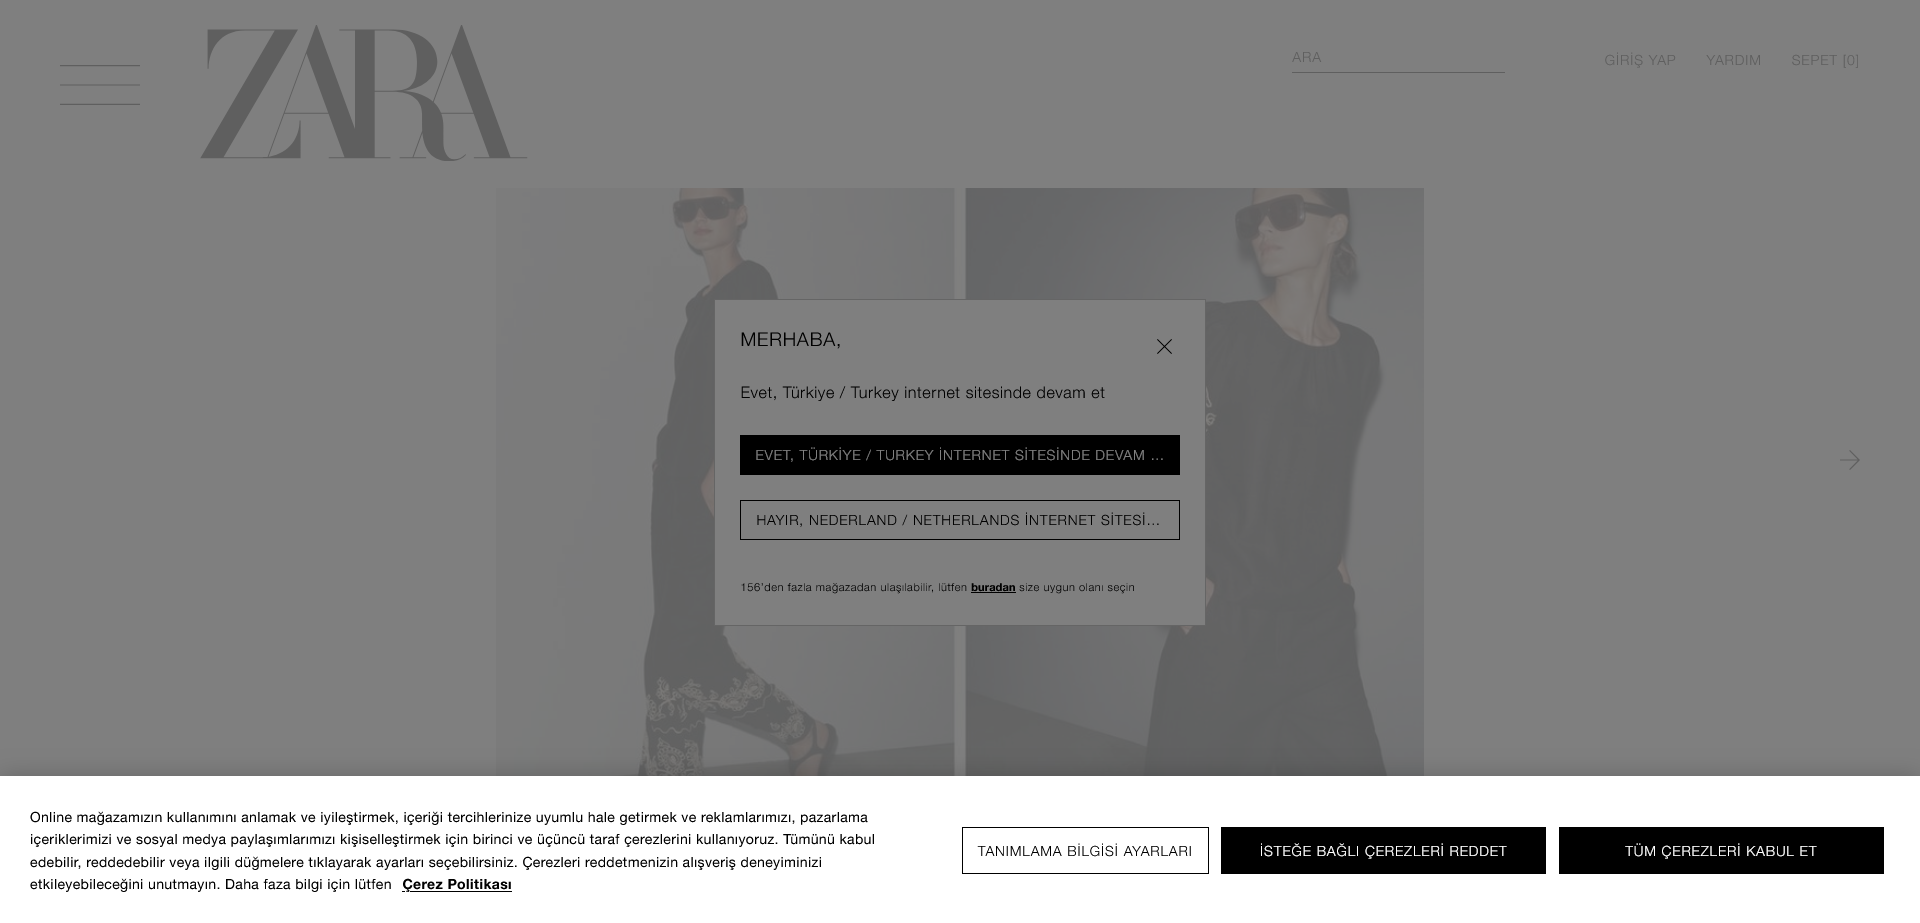 ZARA
ARA
GİRİŞ YAP
YARDIM
SEPET [0]
MERHABA,
Evet, Türkiye / Turkey internet sitesinde devam et
EVET, TÜRKİYE / TURKEY İNTERNET SİTESİNDE DEVAM ...
HAYIR, NEDERLAND / NETHERLANDS İNTERNET SİTESİ...
156'den fazla mağazadan ulaşılabilir, lütfen buradan size uygun olanı seçin
Online mağazamızın kullanımını anlamak ve iyileştirmek, içeriği tercihlerinize uyumlu hale getirmek ve reklamlarımızı, pazarlama
içeriklerimizi ve sosyal medya paylaşımlarımızı kişiselleştirmek için birinci ve üçüncü taraf çerezlerini kullanıyoruz. Tümünü kabul
edebilir, reddedebilir veya ilgili düğmelere tıklayarak ayarları seçebilirsiniz. Çerezleri reddetmenizin alışveriş deneyiminizi
etkileyebileceğini unutmayın. Daha faza bilgi için lütfen Çerez Politikası
TANIMLAMA BİLGİSİ AYARLARI
İSTEĞE BAĞLI ÇEREZLERİ REDDET
TÜM ÇEREZLERİ KABUL ET